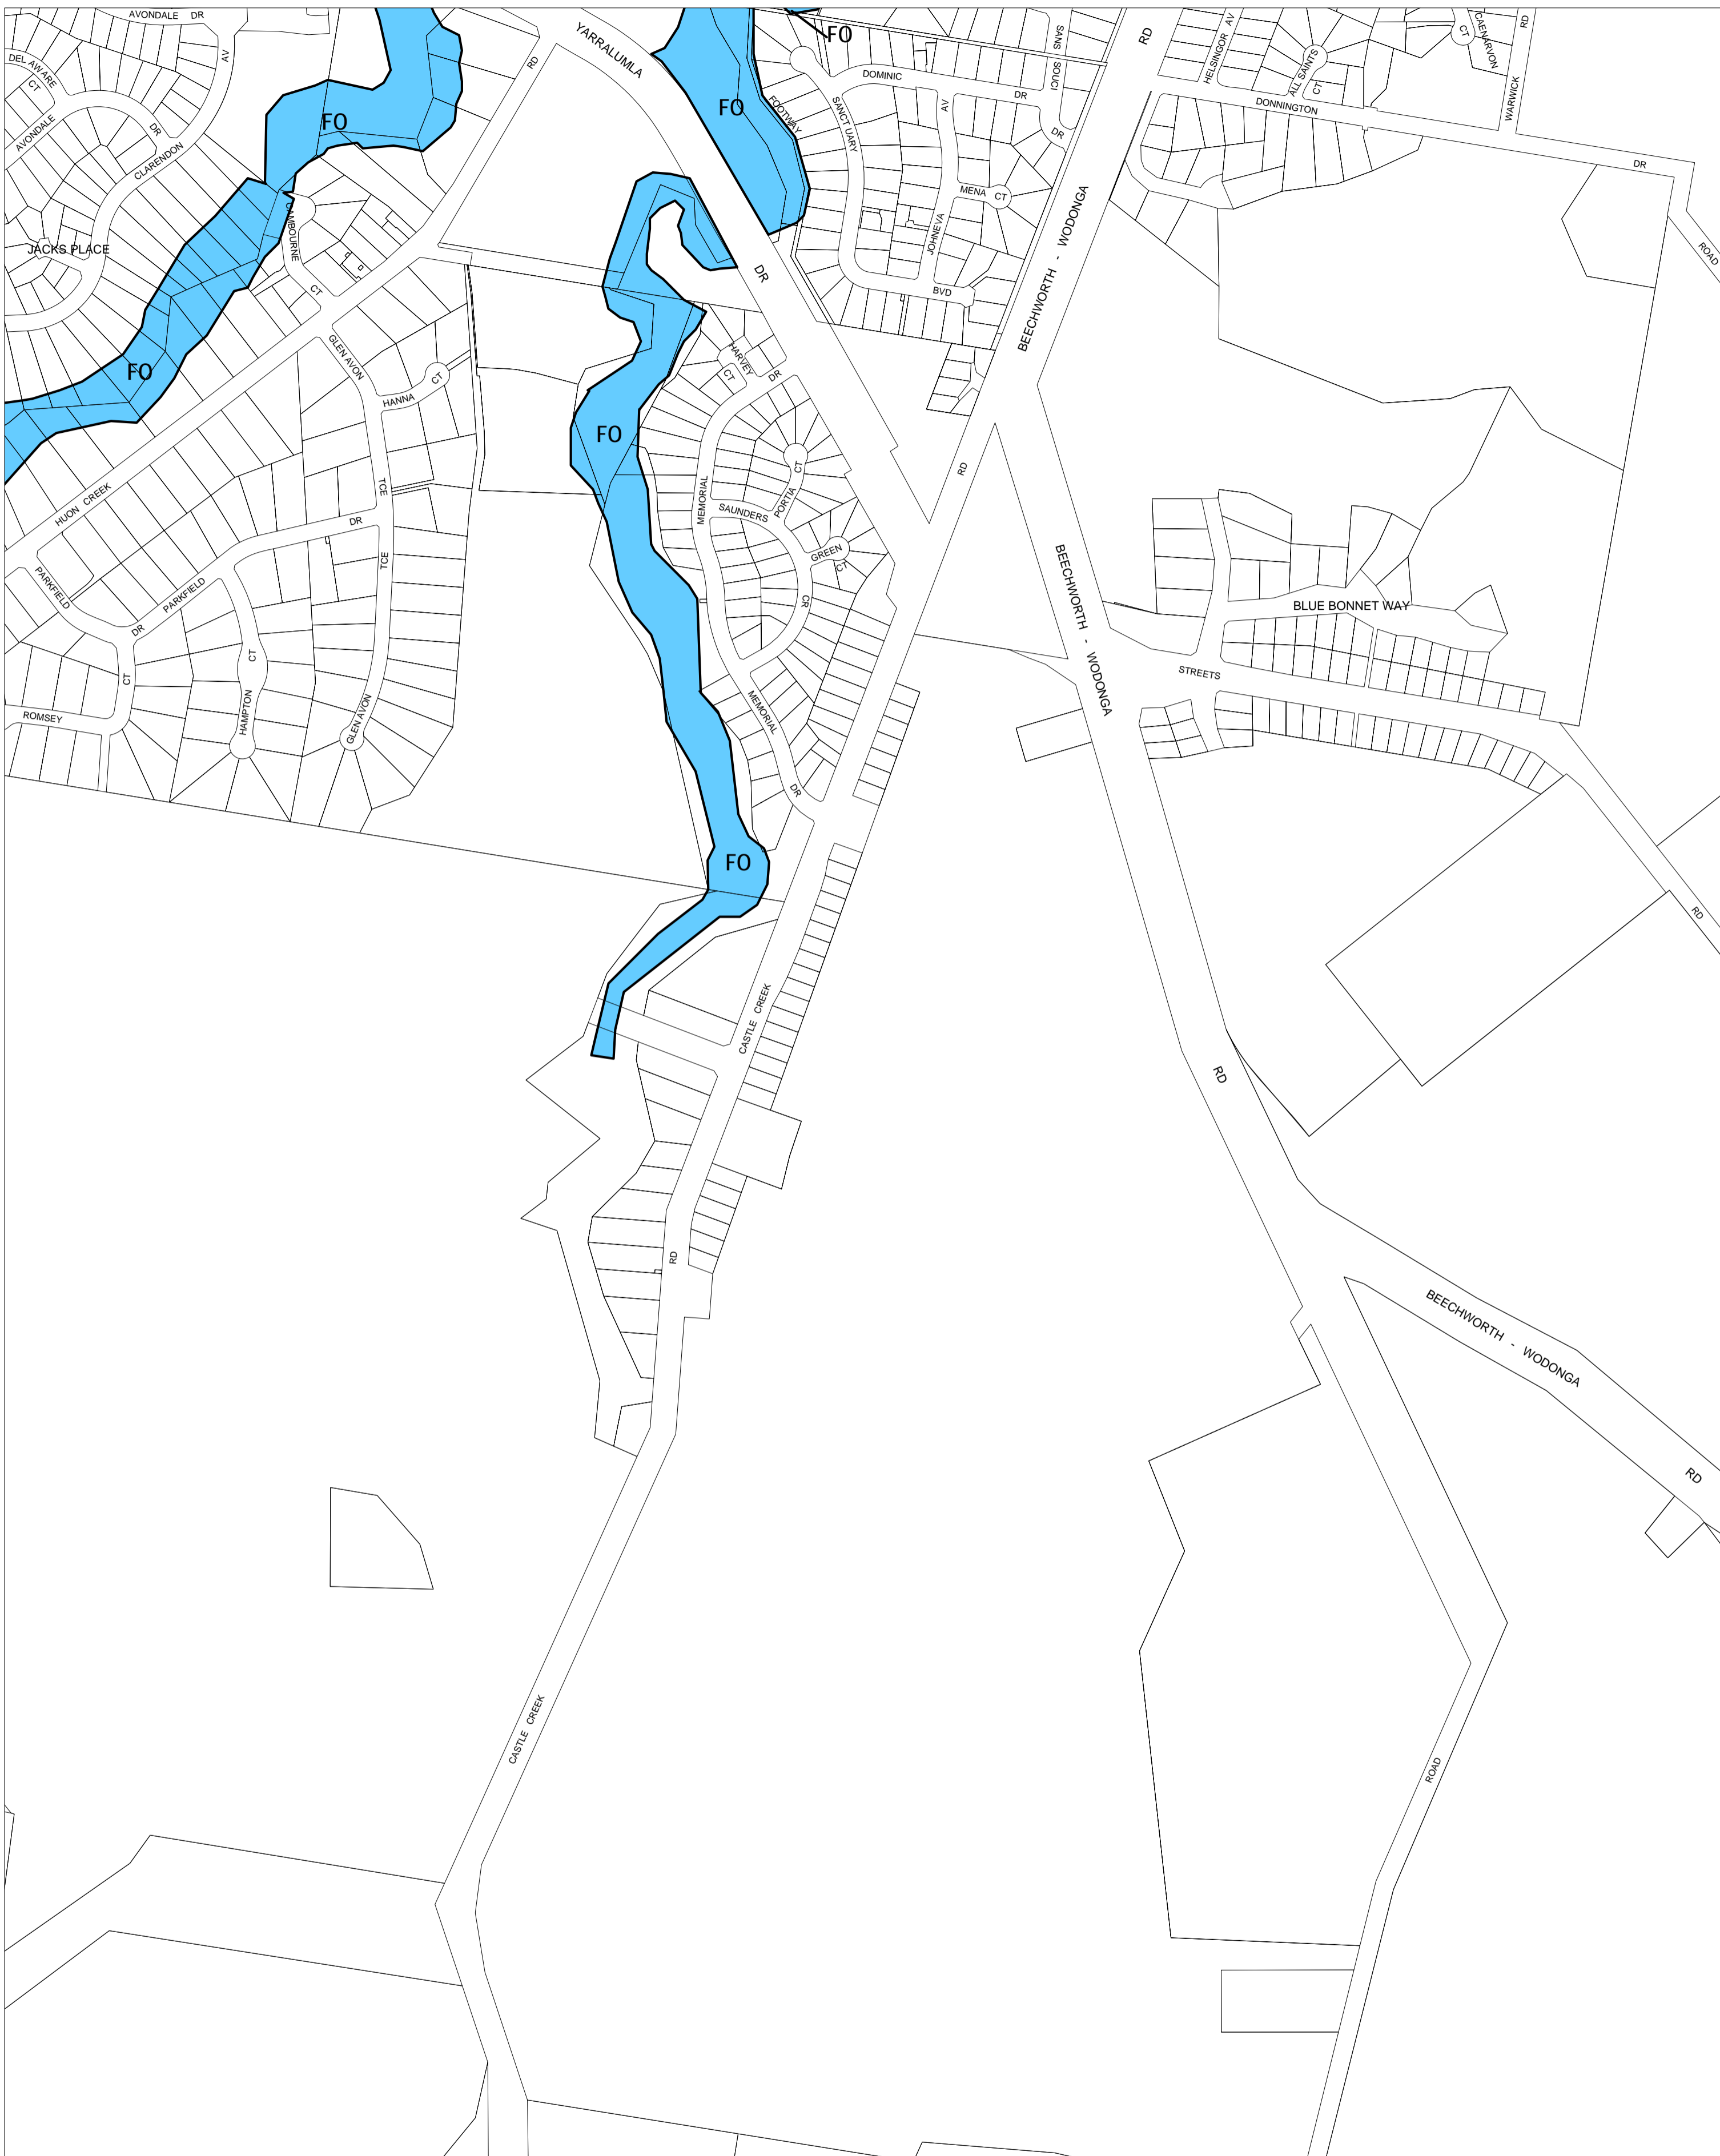 AVONDALE DR
YARRALUMLA
FO
SANS SOUCI
RD
HELSINGOR AV
ALL SAINTS CT
CAENARVON
CT
RD
WARWICK
DEL AWARE
CT
AV
RD
DOMINIC
DR
DONNINGTON
DR
AVONDALE
DR
CLARENDON
FO
FO
FOOTWAY
SANCT UARY
AV
DR
MENA CT
JOHNEVA
BEECHWORTH - WODONGA
ROAD
JACKS PLACE
CAMBOURNE
CT
DR
BVD
GLEN AVON
HARVEY
CT
DR
FO
HANNA
CT
FO
RD
HUON CREEK
TCE
MEMORIAL
CT
PORTIA
SAUNDERS
DR
TCE
GREEN
CT
BEECHWORTH - WODONGA
PARKFIELD
PARKFIELD
DR
CR
BLUE BONNET WAY
CT
CT
STREETS
ROMSEY
HAMPTON
GLEN AVON
MEMORIAL
DR
FO
RD
CASTLE CREEK
RD
RD
BEECHWORTH - WODONGA
RD
CASTLE CREEK
ROAD